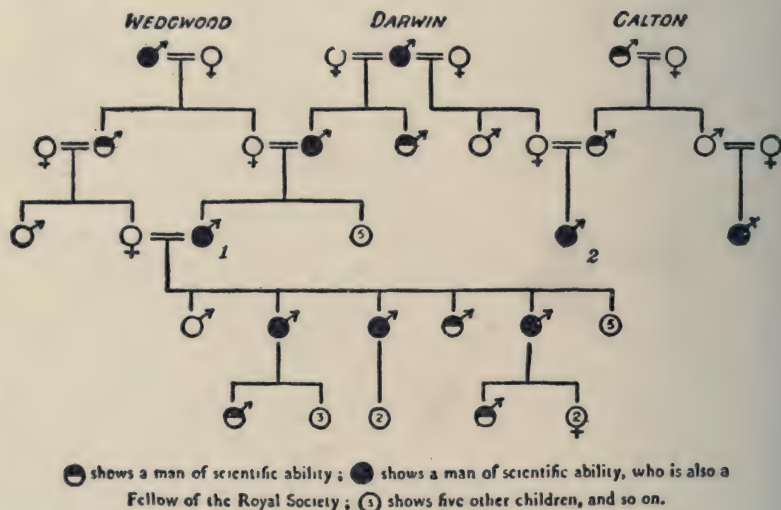 WEDGWOOD DARWIN GALTON
5
1 2
5
3 2 2
shows a man of scientific ability; shows a man of scientific ability, who is also a
Fellow of the Royal Society; 5 shows five other children, and so on.